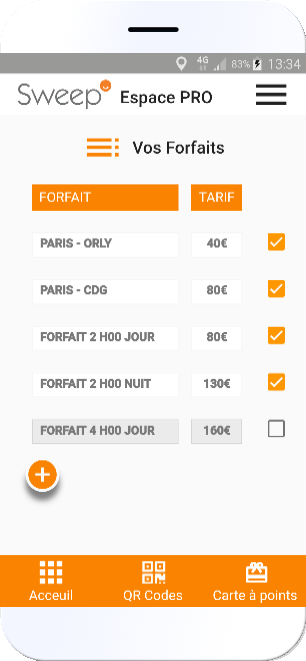 4G 83% 13:34
Sweep Espace PRO
Vos Forfaits
FORFAIT TARIF
PARIS - ORLY 40€
PARIS - CDG 80€
FORFAIT 2 H00 JOUR 80€
FORFAIT 2 H00 NUIT 130€
FORFAIT 4 H00 JOUR 160€
Acceuil QR Codes Carte à points